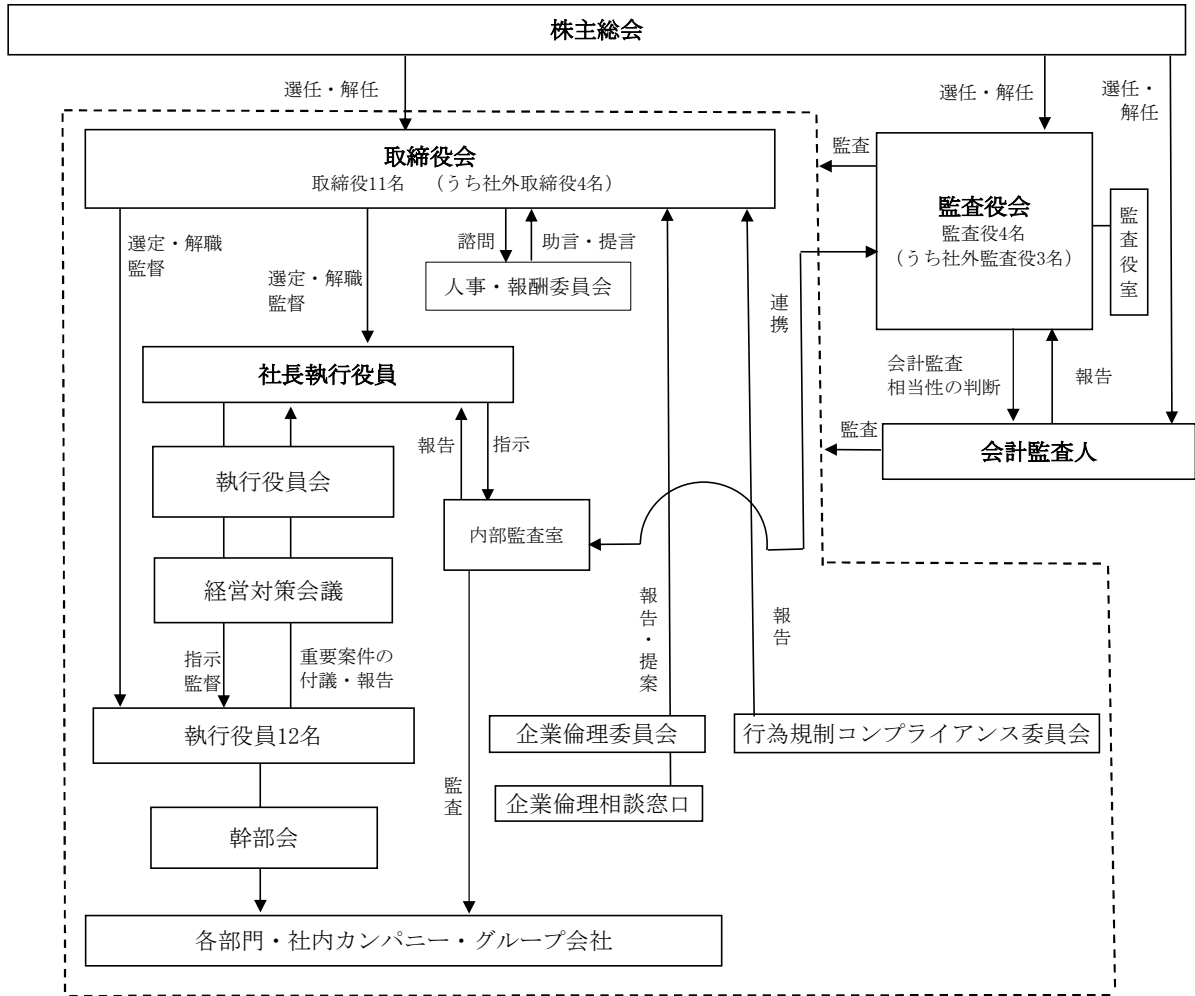 株主総会
選任・解任
選任・解任
選任・
解任
取締役会
取締役11名　（うち社外取締役4名）
監査
監査役会
監査役4名
（うち社外監査役3名）
監査役室
選定・解職
監督
選定・解職
監督
諮問
助言・提言
人事・報酬委員会
連携
社長執行役員
会計監査
相当性の判断
報告
報告
指示
監査
会計監査人
執行役員会
内部監査室
経営対策会議
報告・提案
報告
指示
監督
重要案件の
付議・報告
執行役員12名
企業倫理委員会
行為規制コンプライアンス委員会
監査
企業倫理相談窓口
幹部会
各部門・社内カンパニー・グループ会社